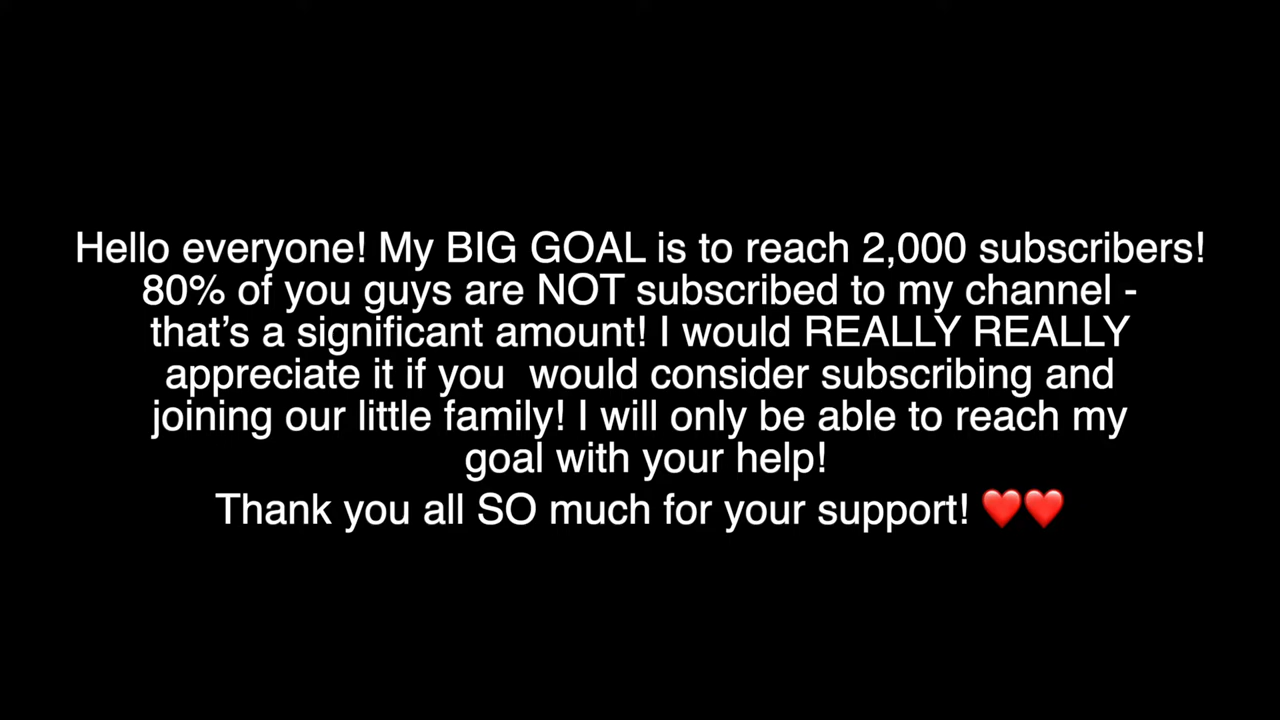 Hello everyone! My BIG GOAL is to reach 2,000 subscribers!
80% of you guys are NOT subscribed to my channel -
that’s a significant amount! I would REALLY REALLY
appreciate it if you  would consider subscribing and
joining our little family! I will only be able to reach my
goal with your help!
Thank you all SO much for your support! ❤️❤️